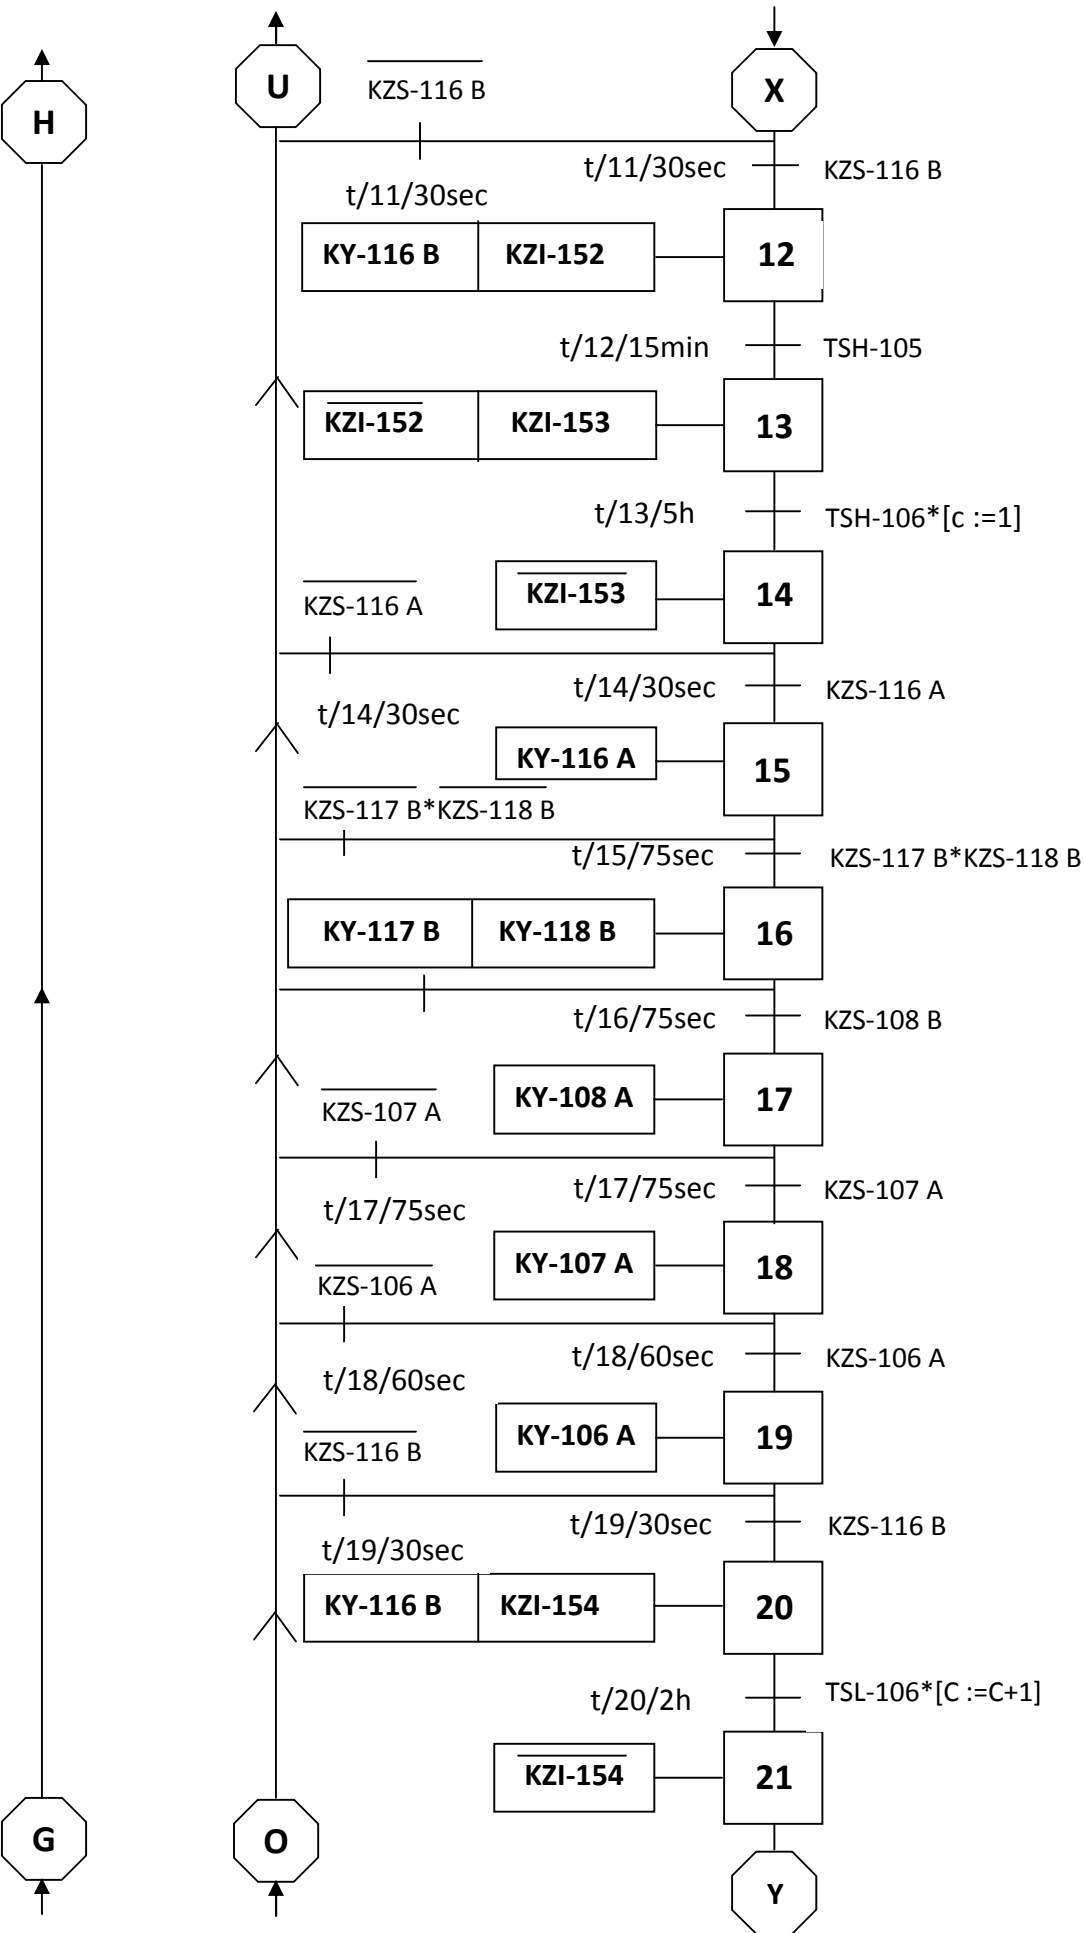 U
X
H
KZS-116 B
t/11/30sec
KZS-116 B
t/11/30sec
KY-116 B KZI-152
12
t/12/15min
TSH-105
KZI-152 KZI-153
13
t/13/5h
TSH-106*[c :=1]
KZI-153
14
KZS-116 A
t/14/30sec
KZS-116 A
t/14/30sec
KY-116 A
15
KZS-117 B*KZS-118 B
t/15/75sec
KZS-117 B*KZS-118 B
KY-117 B KY-118 B
16
t/16/75sec
KZS-108 B
KY-108 A
17
KZS-107 A
t/17/75sec
KZS-107 A
t/17/75sec
KY-107 A
18
KZS-106 A
t/18/60sec
KZS-106 A
t/18/60sec
KY-106 A
19
KZS-116 B
t/19/30sec
KZS-116 B
t/19/30sec
KY-116 B KZI-154
20
t/20/2h
TSL-106*[C :=C+1]
KZI-154
21
G
O
Y